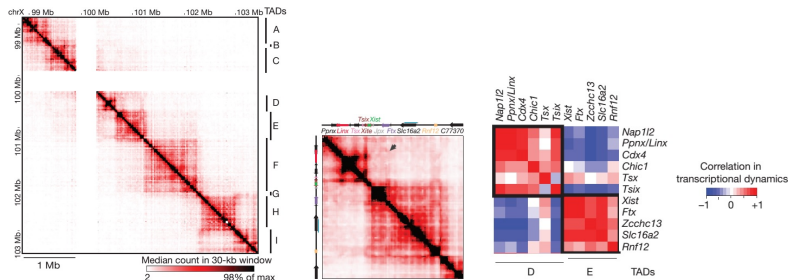 chrX 99 Mb 100 Mb 101 Mb 102 Mb 103 Mb TADs
99 Mb
100 Mb
101 Mb
102 Mb
103 Mb
A
B
C
D
E
F
G
H
I
1 Mb
Median count in 30-kb window
2 98% of max
Tsix Xist
Ppnx Linx Tsx Xite Jpx Ftx Slc16a2 Rnf12 C77370
Nap1l2
Ppnx/Linx
Cdx4
Chic1
Tsx
Tsix
Xist
Ftx
Zcchc13
Slc16a2
Rnf12
Nap1l2
Ppnx/Linx
Cdx4
Chic1
Tsx
Tsix
Xist
Ftx
Zcchc13
Slc16a2
Rnf12
D E TADs
Correlation in
transcriptional dynamics
−1 0 +1